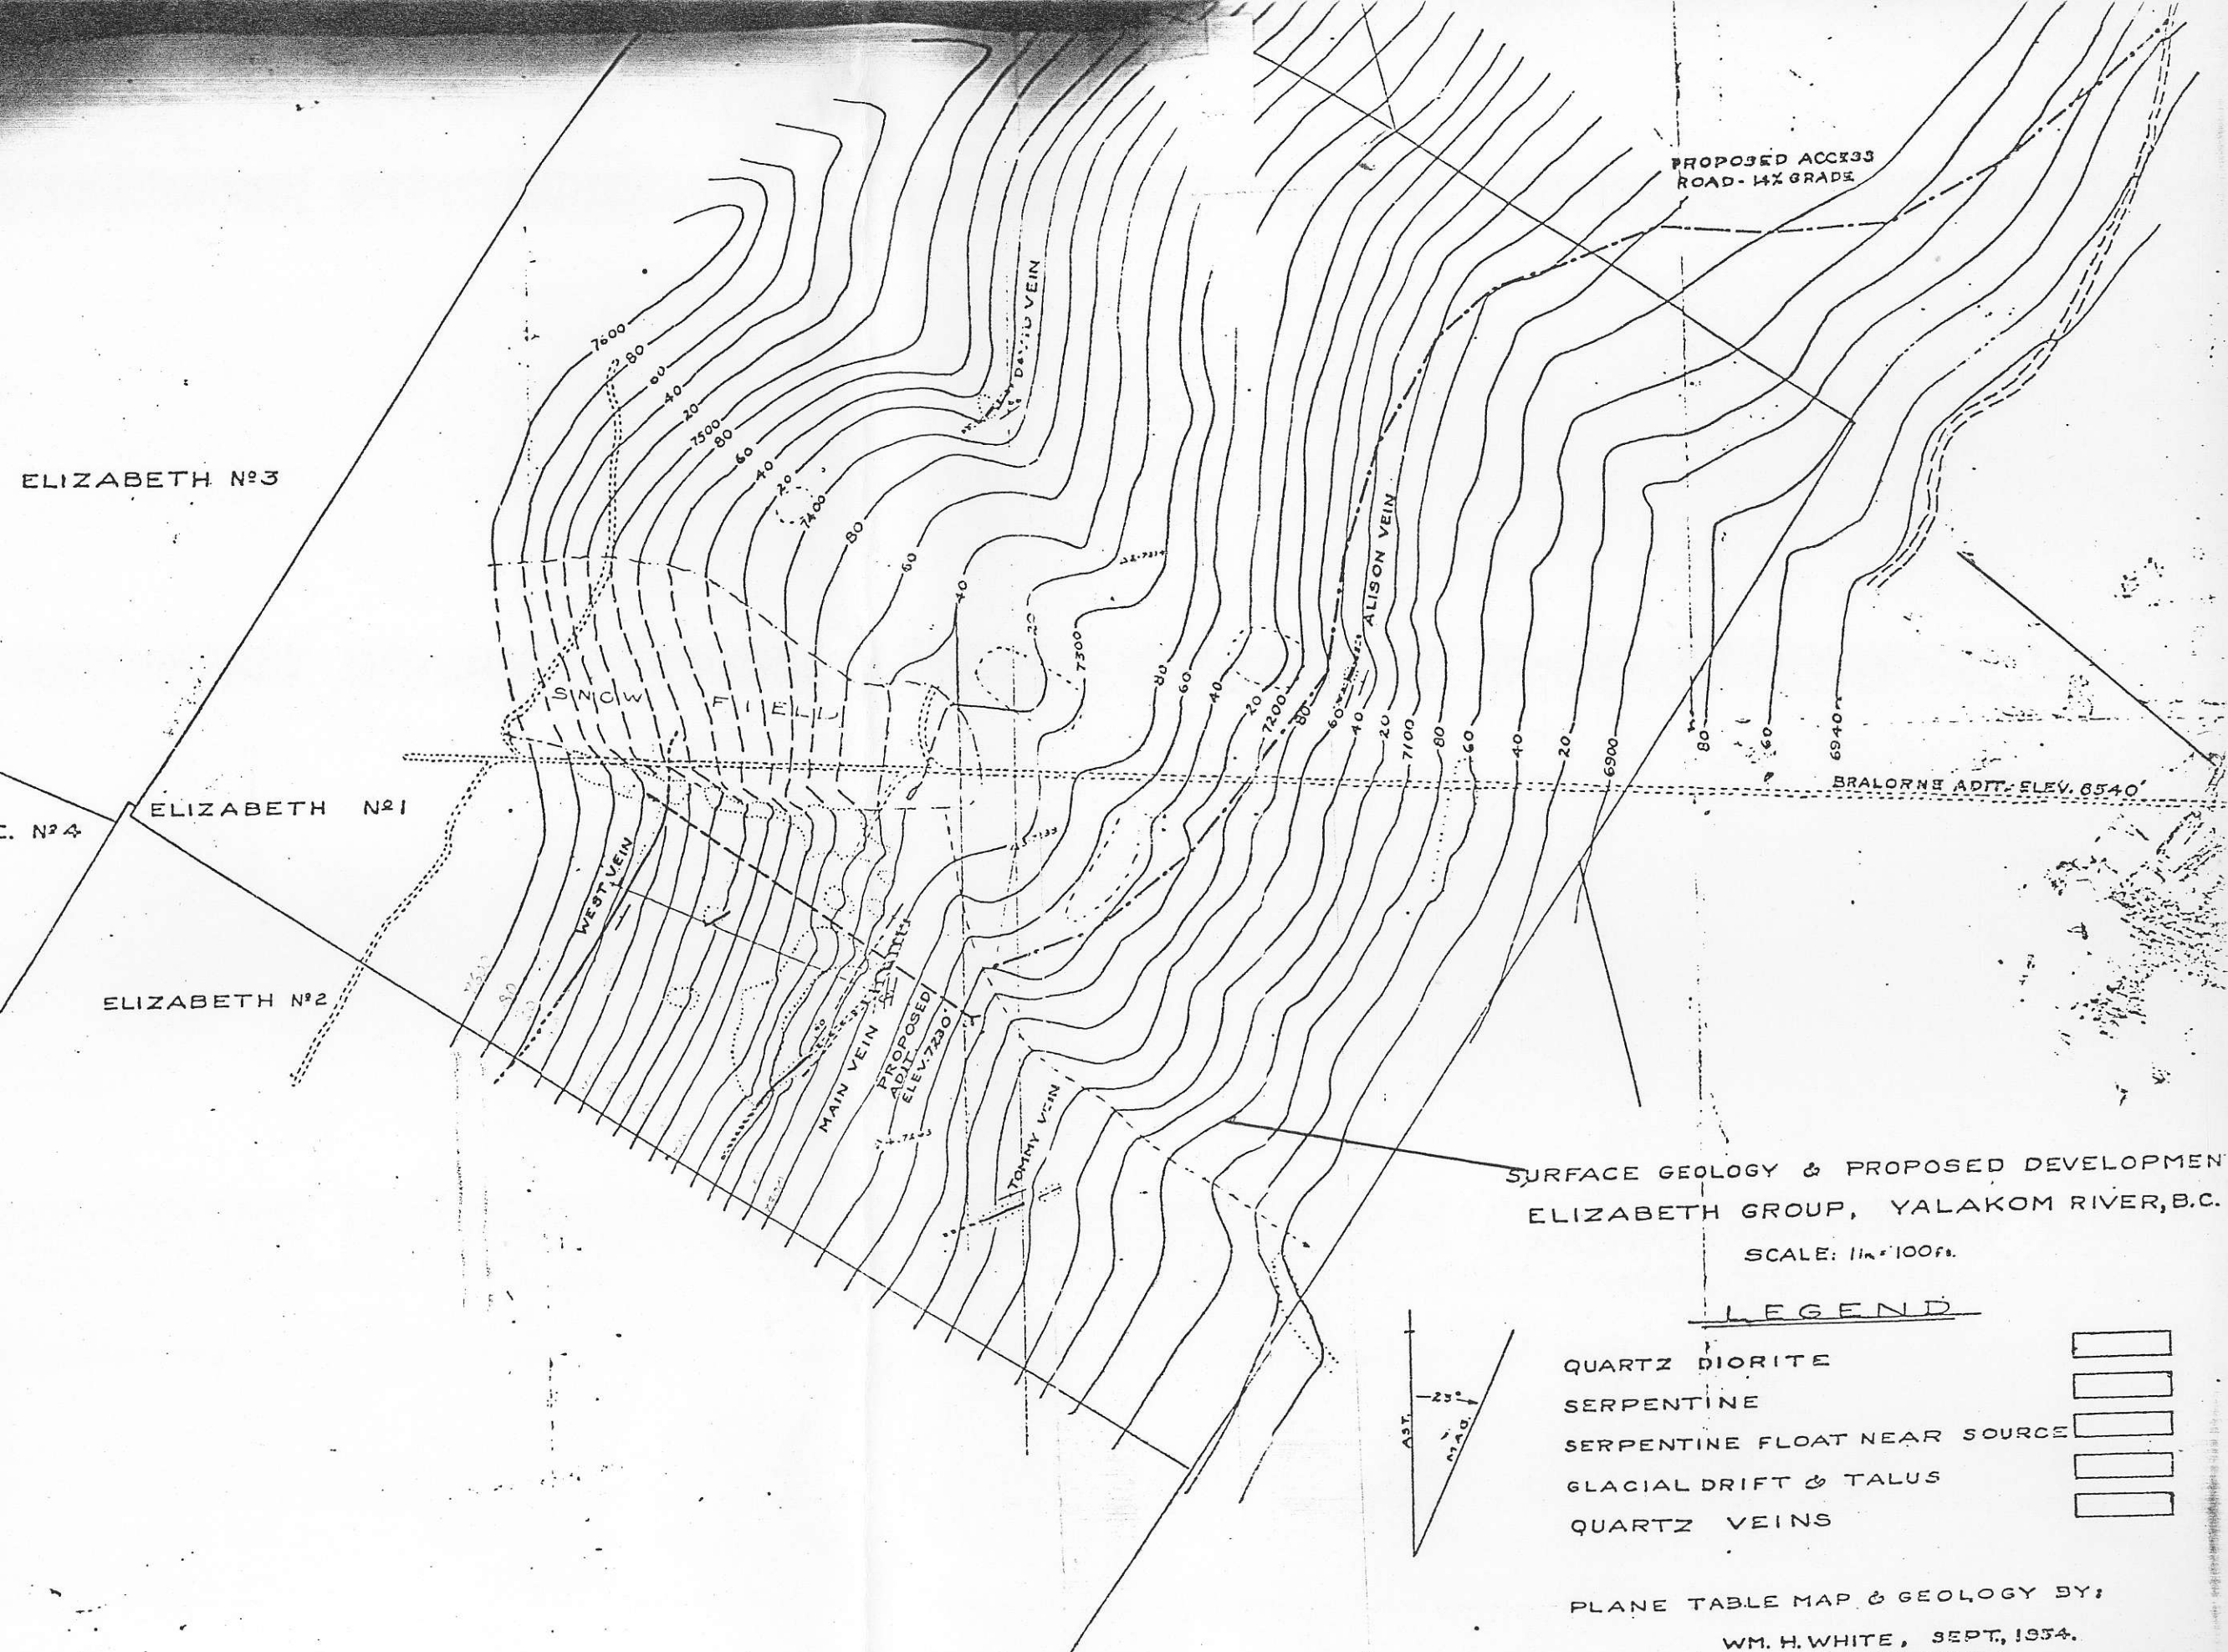 PROPOSED ACCESS
ROAD - 14% GRADE
DAVID VEIN
7600
80
60
40
20
7500
80
60
40
20
7400
80
60
40
20
7300
80
60
40
20
7200
80
60
40
20
7100
80
60
40
20
6900
80
60
6940
ELIZABETH Nº3
ALISON VEIN
SNOW FIELD
BRALORNE ADIT - ELEV. 6540'
ELIZABETH Nº1
Nº4
WEST VEIN
ELIZABETH Nº2
MAIN VEIN
PROPOSED
ADIT
ELEV. 7230'
TOMMY VEIN
SURFACE GEOLOGY & PROPOSED DEVELOPMEN
ELIZABETH GROUP, YALAKOM RIVER, B.C.
SCALE: 1in = 100 ft.
LEGEND
QUARTZ DIORITE
SERPENTINE
SERPENTINE FLOAT NEAR SOURCE
GLACIAL DRIFT & TALUS
QUARTZ VEINS
AST.
23°
MAG.
PLANE TABLE MAP & GEOLOGY BY:
WM. H. WHITE, SEPT., 1954.